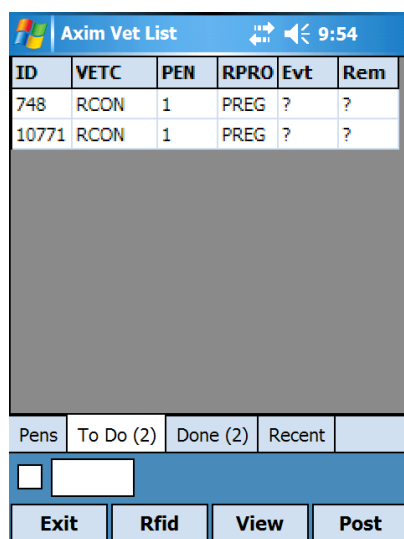 Axim Vet List 9:54
ID VETC PEN RPRO Evt Rem
748 RCON 1 PREG ? ?
10771 RCON 1 PREG ? ?
Pens To Do (2) Done (2) Recent
Exit Rfid View Post